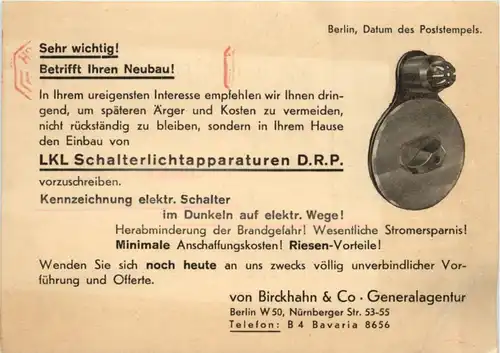 Berlin, Datum des Poststempels.
Sehr wichtig!
Betrifft Ihren Neubau!
In Ihrem ureigensten Interesse empfehlen wir Ihnen drin-
gend, um späteren Ärger und Kosten zu vermeiden,
nicht rückständig zu bleiben, sondern in Ihrem Hause
den Einbau von
LKL Schalterlichtapparaturen D.R.P.
vorzuschreiben.
Kennzeichnung elektr. Schalter
im Dunkeln auf elektr. Wege!
Herabminderung der Brandgefahr! Wesentliche Stromersparnis!
Minimale Anschaffungskosten! Riesen-Vorteile!
Wenden Sie sich noch heute an uns zwecks völlig unverbindlicher Vor-
führung und Offerte.
von Birckhahn & Co · Generalagentur
Berlin W 50, Nürnberger Str. 53-55
Telefon: B 4 Bavaria 8656